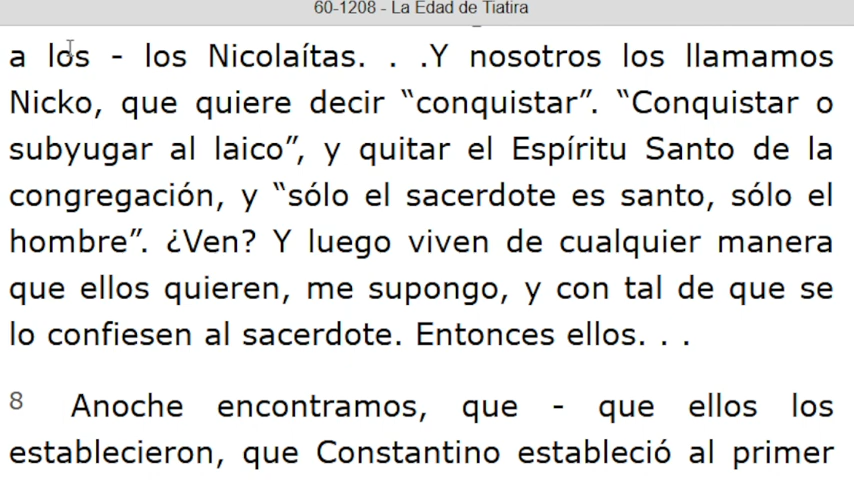 60-1208 - La Edad de Tiatira
a los - los Nicolaítas. . .Y nosotros los llamamos
Nicko, que quiere decir “conquistar”. “Conquistar o
subyugar al laico”, y quitar el Espíritu Santo de la
congregación, y “sólo el sacerdote es santo, sólo el
hombre”. ¿Ven? Y luego viven de cualquier manera
que ellos quieren, me supongo, y con tal de que se
lo confiesen al sacerdote. Entonces ellos. . .
8 Anoche encontramos, que - que ellos los
establecieron, que Constantino estableció al primer